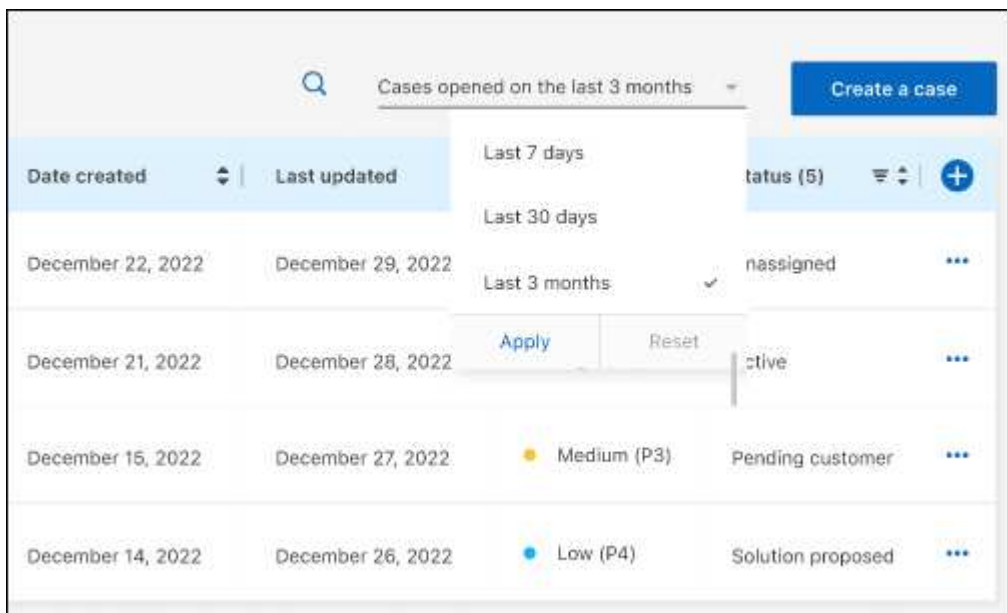 Cases opened on the last 3 months
Create a case
Last 7 days
Last 30 days
Last 3 months
Apply Reset
Date created Last updated tatus (5)
December 22, 2022 December 29, 2022 nassigned
December 21, 2022 December 28, 2022 ctive
December 15, 2022 December 27, 2022 Medium (P3) Pending customer
December 14, 2022 December 26, 2022 Low (P4) Solution proposed